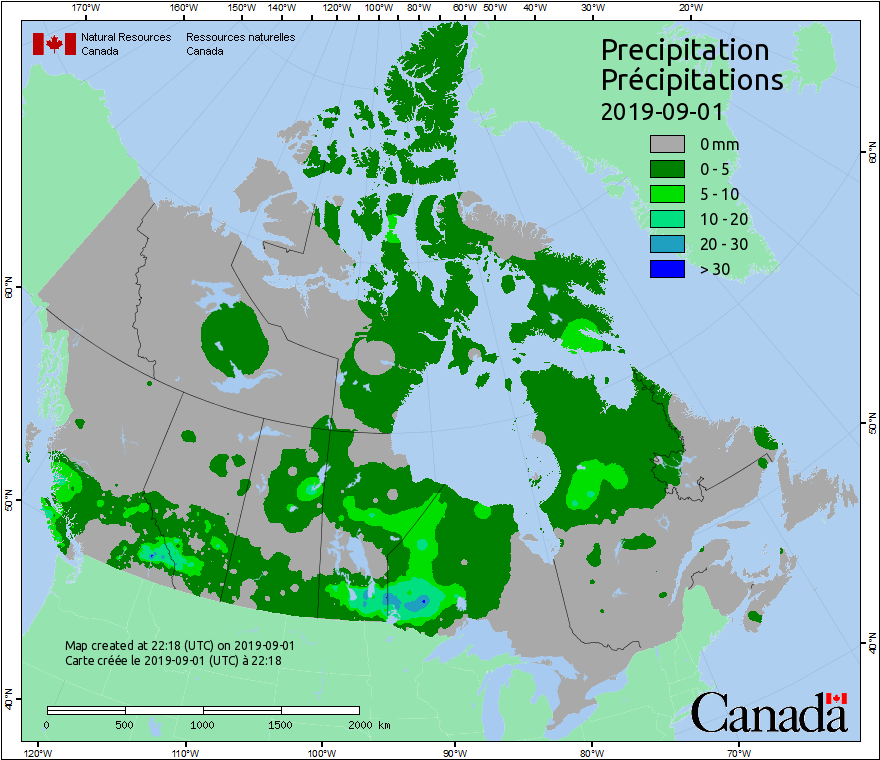 170°W 160°W 150°W 140°W 130°W 120°W 110°W 100°W 90°W 80°W 70°W 60°W 50°W 40°W 30°W 20°W
Natural Resources Canada
Ressources naturelles Canada
Precipitation
Précipitations
2019-09-01
0 mm
0 - 5
5 - 10
10 - 20
20 - 30
> 30
60°N
50°N
40°N
60°N
50°N
40°N
Map created at 22:18 (UTC) on 2019-09-01
Carte créée le 2019-09-01 (UTC) à 22:18
0 500 1000 1500 2000 km
Canada
120°W 110°W 100°W 90°W 80°W 70°W